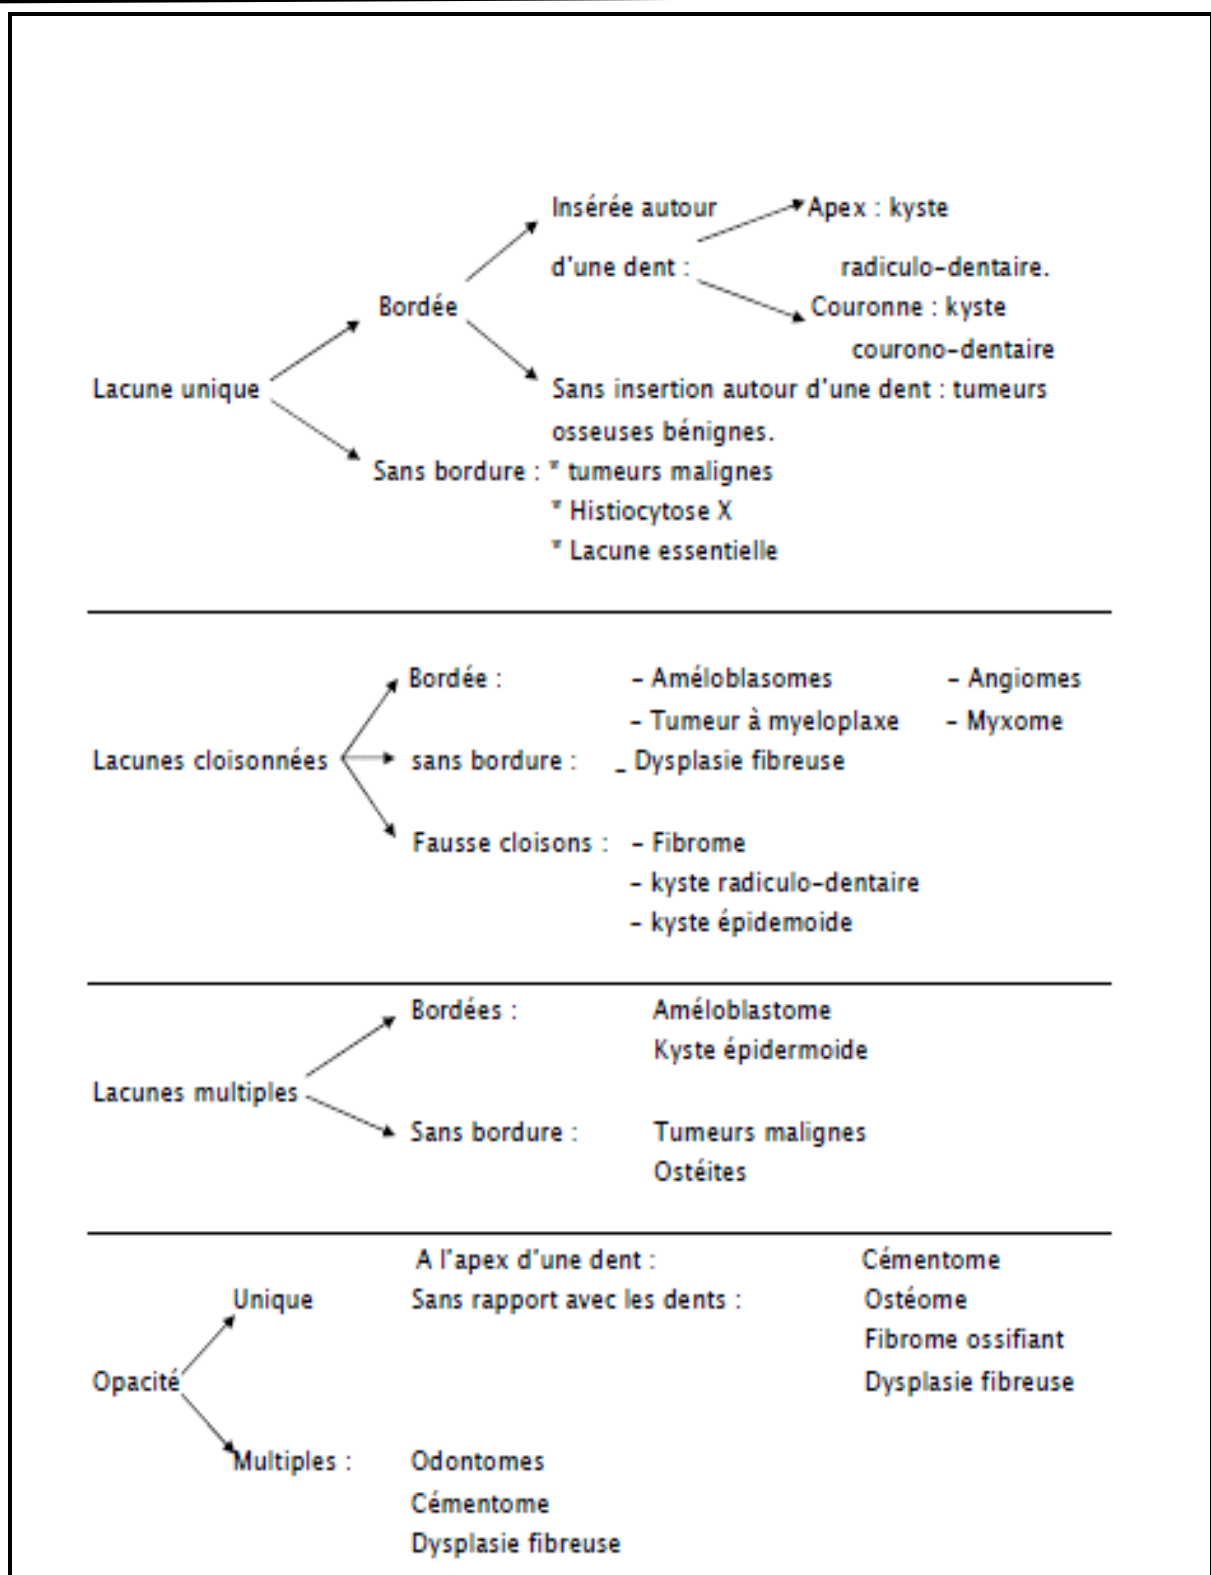 Insérée autour Apex : kyste
d'une dent : radiculo-dentaire.
Bordée Couronne : kyste
courono-dentaire
Lacune unique Sans insertion autour d'une dent : tumeurs
osseuses bénignes.
Sans bordure : * tumeurs malignes
* Histiocytose X
* Lacune essentielle
Bordée : - Améloblasomes - Angiomes
- Tumeur à myeloplaxe - Myxome
Lacunes cloisonnées sans bordure : _ Dysplasie fibreuse
Fausse cloisons : - Fibrome
- kyste radiculo-dentaire
- kyste épidemoide
Bordées : Améloblastome
Kyste épidermoide
Lacunes multiples
Sans bordure : Tumeurs malignes
Ostéites
A l'apex d'une dent : Cémentome
Unique Sans rapport avec les dents : Ostéome
Fibrome ossifiant
Opacité Dysplasie fibreuse
Multiples : Odontomes
Cémentome
Dysplasie fibreuse